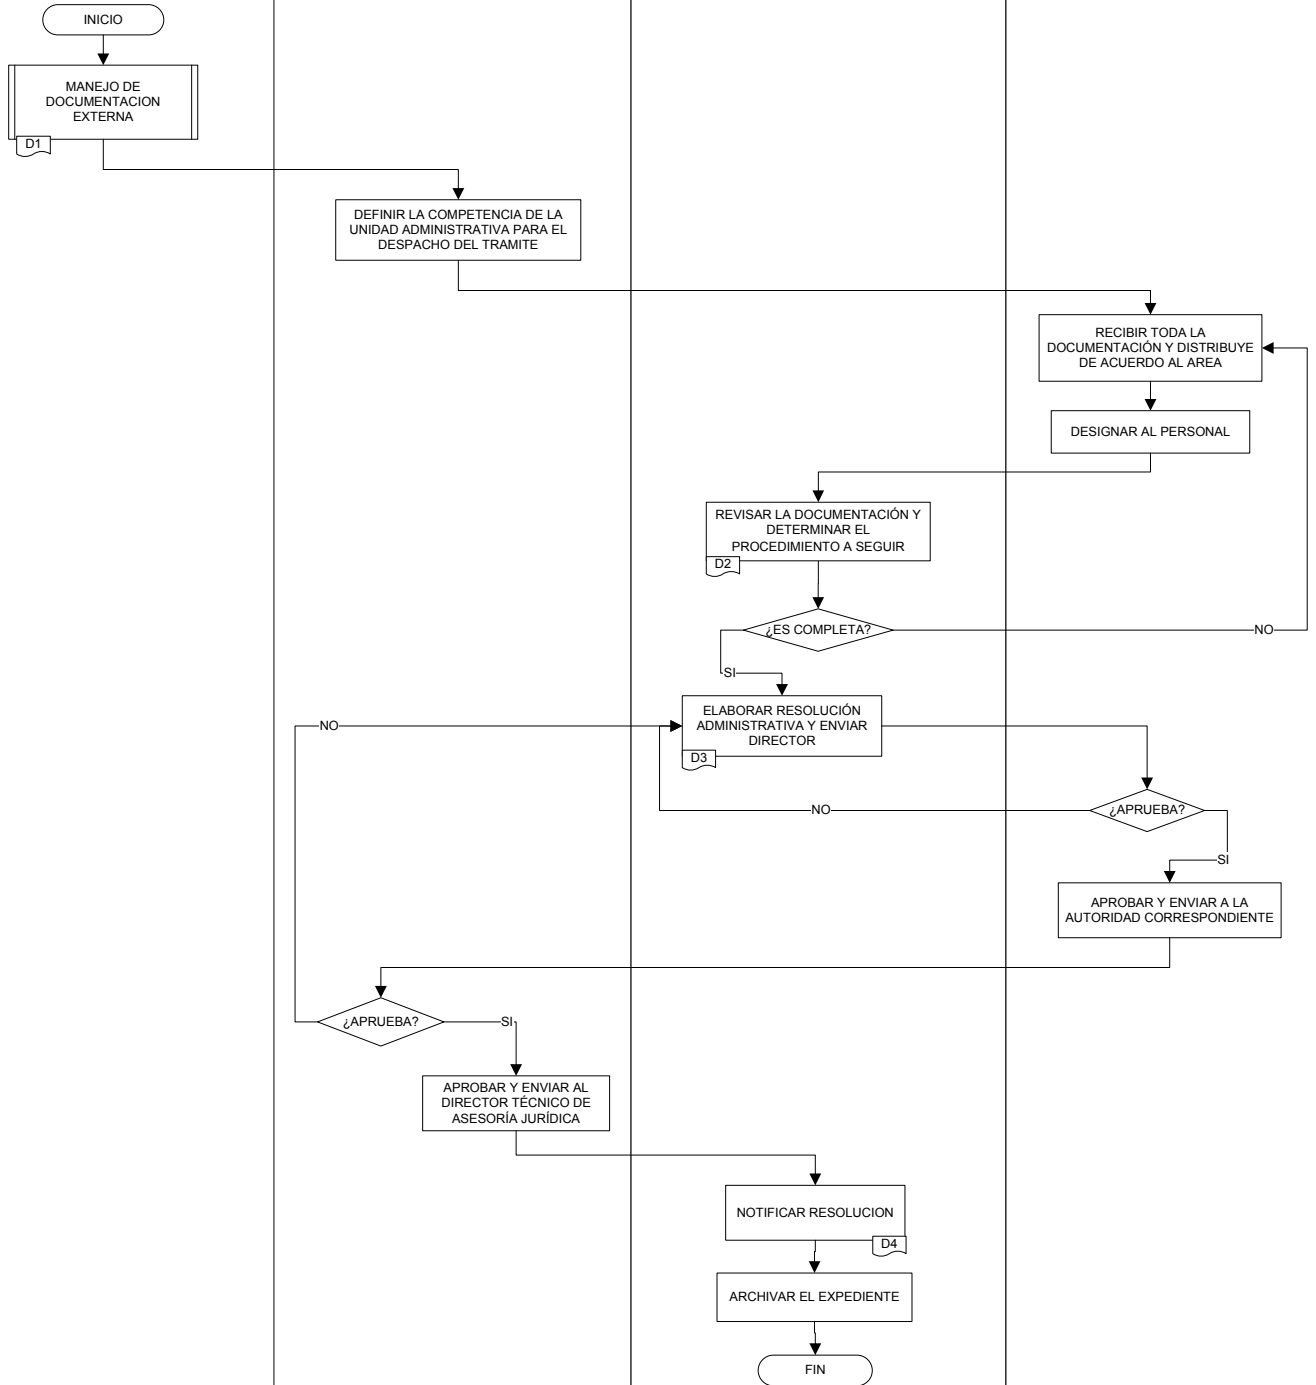 INICIO
MANEJO DE
DOCUMENTACION
EXTERNA
D1
DEFINIR LA COMPETENCIA DE LA
UNIDAD ADMINISTRATIVA PARA EL
DESPACHO DEL TRAMITE
RECIBIR TODA LA
DOCUMENTACIÓN Y DISTRIBUYE
DE ACUERDO AL AREA
DESIGNAR AL PERSONAL
REVISAR LA DOCUMENTACIÓN Y
DETERMINAR EL
PROCEDIMIENTO A SEGUIR
D2
¿ES COMPLETA?
NO
SI
ELABORAR RESOLUCIÓN
ADMINISTRATIVA Y ENVIAR
DIRECTOR
D3
NO
¿APRUEBA?
NO
SI
APROBAR Y ENVIAR A LA
AUTORIDAD CORRESPONDIENTE
¿APRUEBA?
SI
APROBAR Y ENVIAR AL
DIRECTOR TÉCNICO DE
ASESORÍA JURÍDICA
NOTIFICAR RESOLUCION
D4
ARCHIVAR EL EXPEDIENTE
FIN